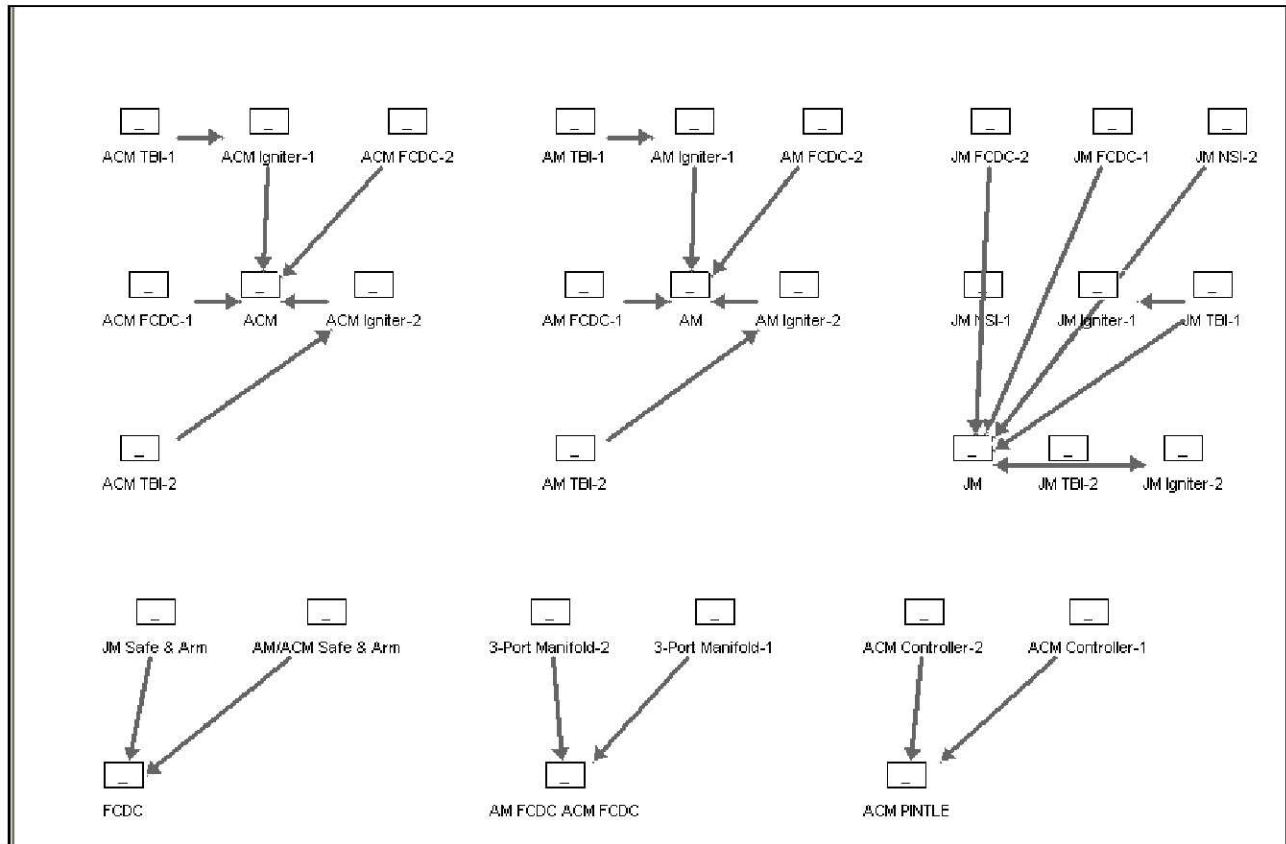 ACM TBI-1 ACM Igniter-1 ACM FCDC-2 AM TBI-1 AM Igniter-1 AM FCDC-2 JM FCDC-2 JM FCDC-1 JM NSI-2
ACM FCDC-1 ACM ACM Igniter-2 AM FCDC-1 AM AM Igniter-2 JM NSI-1 JM Igniter-1 JM TBI-1
ACM TBI-2 AM TBI-2 JM JM TBI-2 JM Igniter-2
JM Safe & Arm AM/ACM Safe & Arm 3-Port Manifold-2 3-Port Manifold-1 ACM Controller-2 ACM Controller-1
FCDC AM FCDC ACM FCDC ACM PINTLE